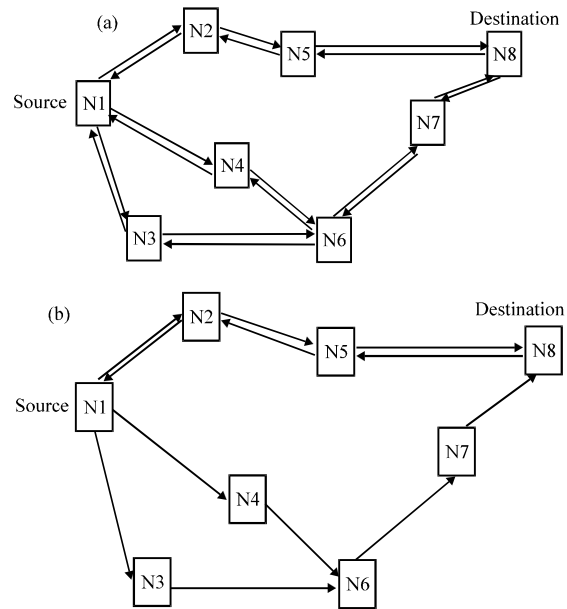 (a)
Destination
N2
N5
N8
Source
N1
N7
N4
N3
N6
(b)
Destination
N2
N5
N8
Source
N1
N7
N4
N3
N6